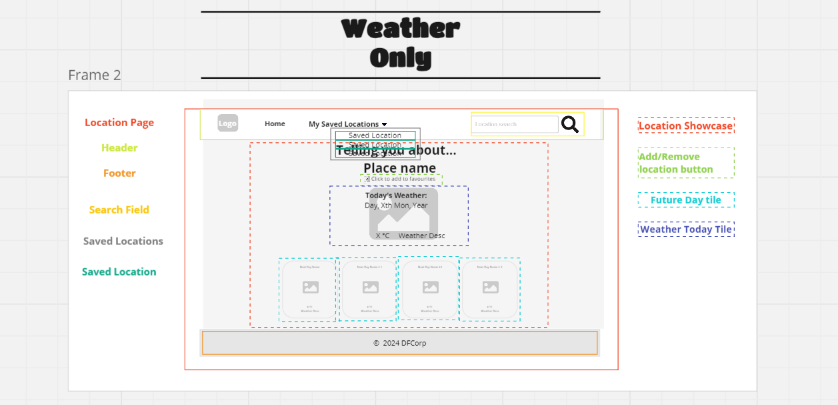 Weather
Only
Frame 2
Location Page
Header
Footer
Search Field
Saved Locations
Saved Location
Logo
Home
My Saved Locations
Location search
Saved Location
Saved Location
Telling you about...
Place name
Click to add to favourites
Today's Weather:
Day, Xth Mon, Year
X °C Weather Desc
© 2024 DFCorp
Location Showcase
Add/Remove
location button
Future Day tile
Weather Today Tile